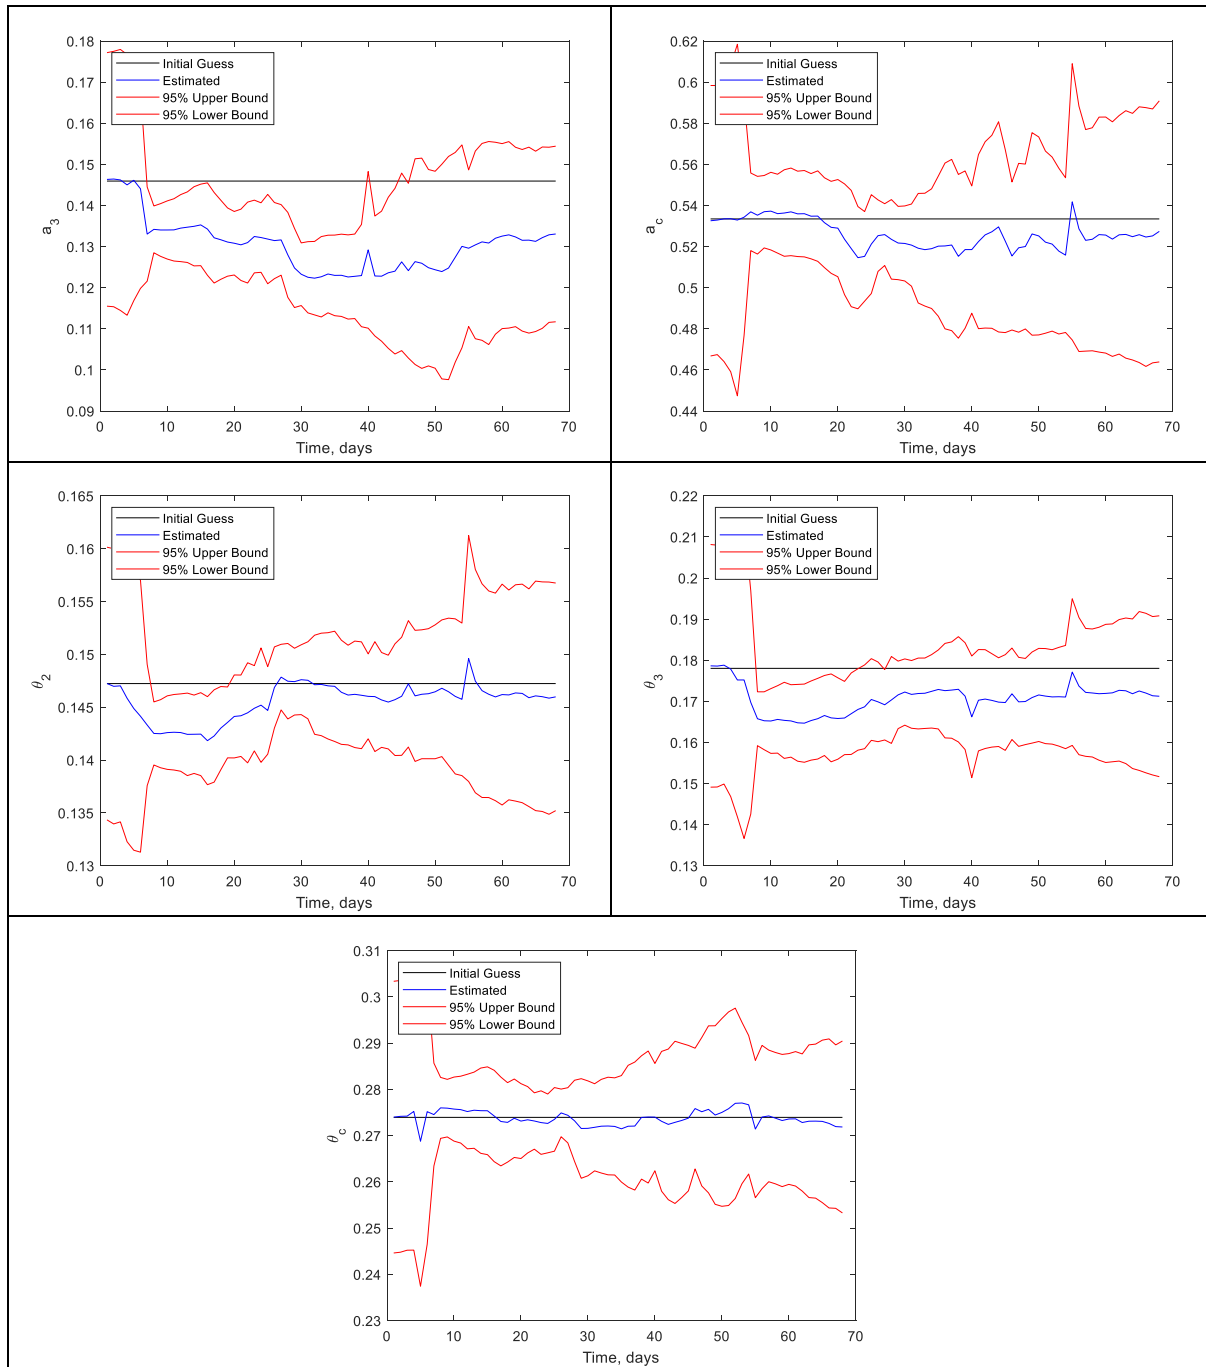 0.18
0.17
0.16
0.15
0.14
0.13
0.12
0.11
0.1
0.09
a3
Initial Guess
Estimated
95% Upper Bound
95% Lower Bound
0 10 20 30 40 50 60 70
Time, days
0.62
0.6
0.58
0.56
0.54
0.52
0.5
0.48
0.46
0.44
ac
Initial Guess
Estimated
95% Upper Bound
95% Lower Bound
0 10 20 30 40 50 60 70
Time, days
0.165
0.16
0.155
0.15
0.145
0.14
0.135
0.13
θ2
Initial Guess
Estimated
95% Upper Bound
95% Lower Bound
0 10 20 30 40 50 60 70
Time, days
0.22
0.21
0.2
0.19
0.18
0.17
0.16
0.15
0.14
0.13
θ3
Initial Guess
Estimated
95% Upper Bound
95% Lower Bound
0 10 20 30 40 50 60 70
Time, days
0.31
0.3
0.29
0.28
0.27
0.26
0.25
0.24
0.23
θc
Initial Guess
Estimated
95% Upper Bound
95% Lower Bound
0 10 20 30 40 50 60 70
Time, days